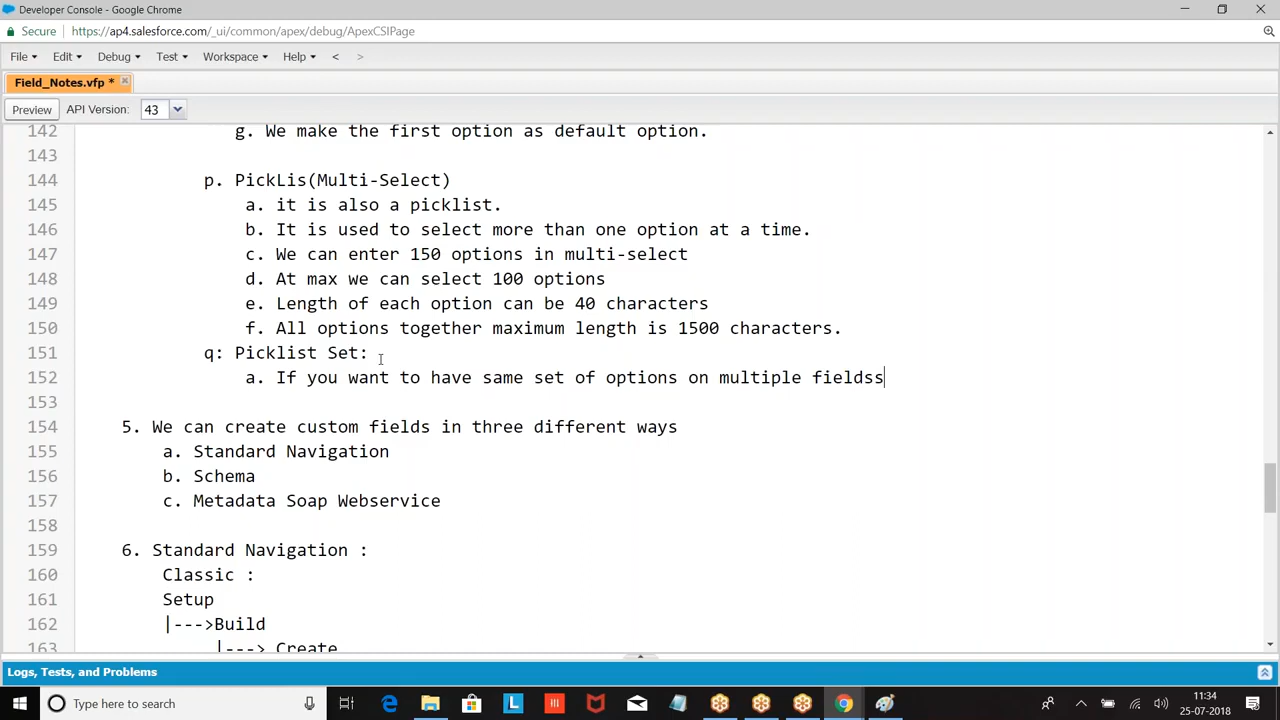 Developer Console - Google Chrome
Secure https://ap4.salesforce.com/_ui/common/apex/debug/ApexCSIPage
File Edit Debug Test Workspace Help < >
Field_Notes.vfp *
Preview API Version: 43
142 g. We make the first option as default option.
143
144 p. PickLis(Multi-Select)
145 a. it is also a picklist.
146 b. It is used to select more than one option at a time.
147 c. We can enter 150 options in multi-select
148 d. At max we can select 100 options
149 e. Length of each option can be 40 characters
150 f. All options together maximum length is 1500 characters.
151 q: Picklist Set:
152 a. If you want to have same set of options on multiple fieldss
153
154 5. We can create custom fields in three different ways
155 a. Standard Navigation
156 b. Schema
157 c. Metadata Soap Webservice
158
159 6. Standard Navigation :
160 Classic :
161 Setup
162 |--->Build
163 |---> Create
Logs, Tests, and Problems
Type here to search
11:34
25-07-2018